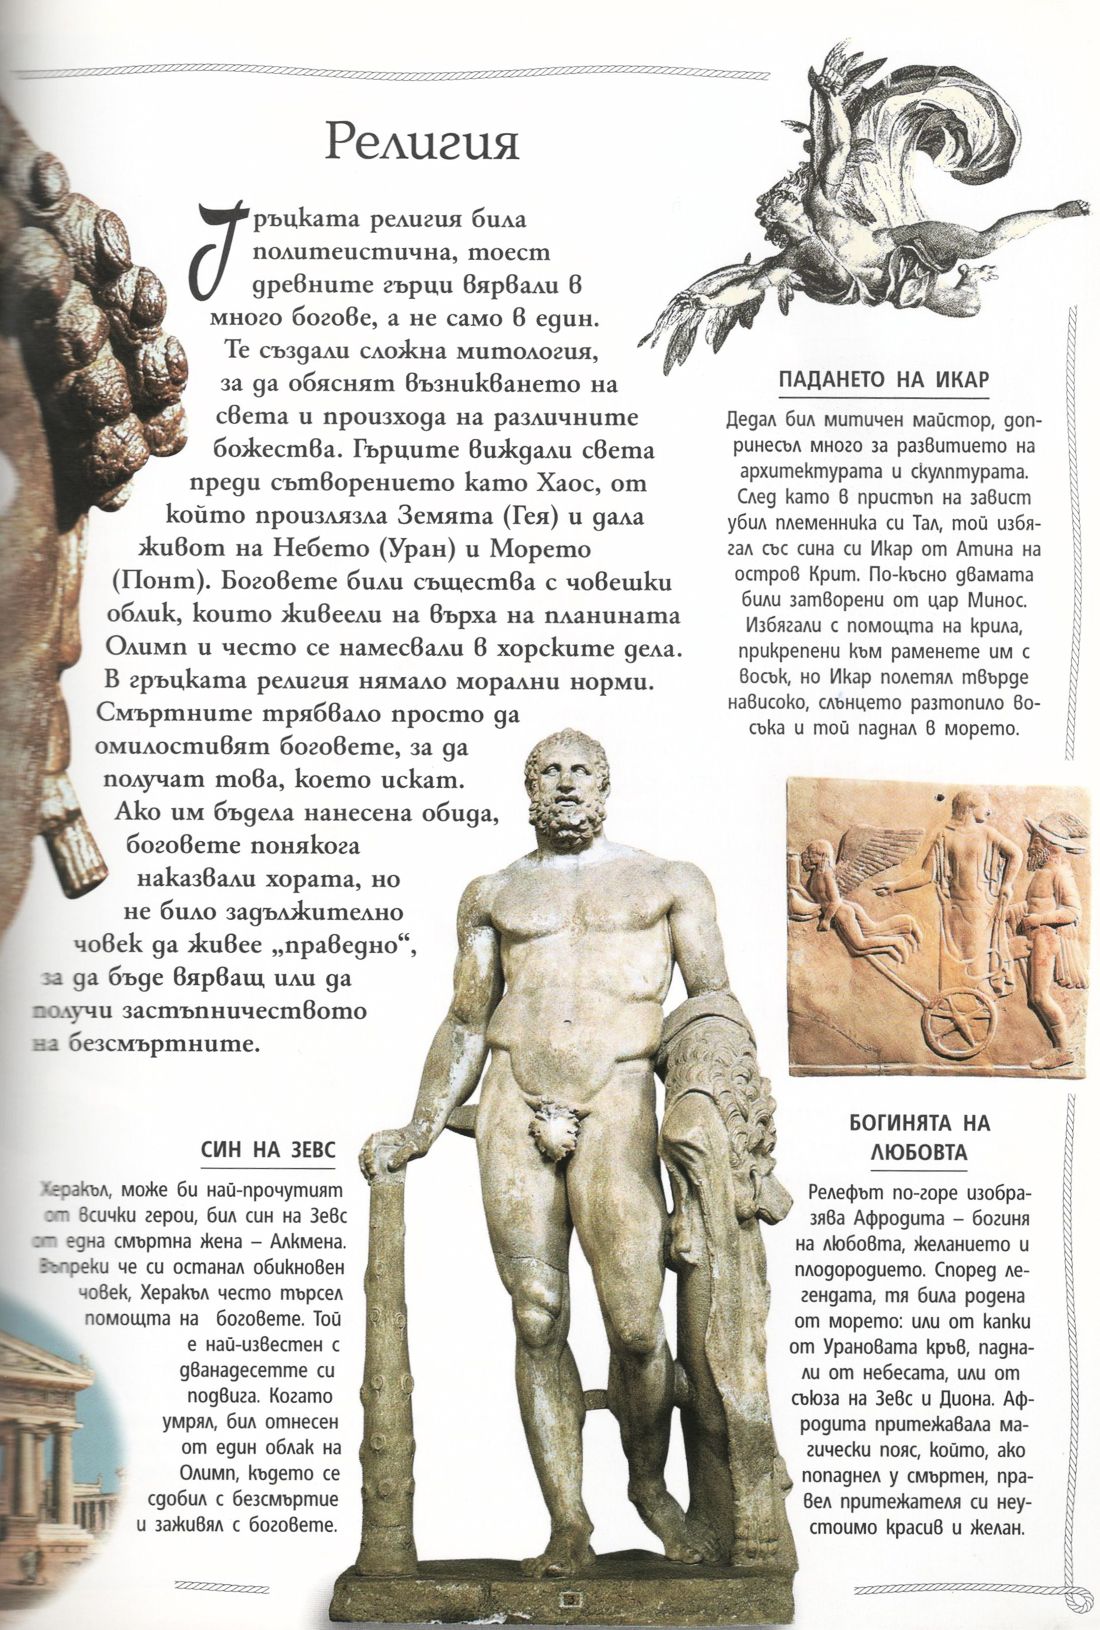 Религия
Гръцката религия била
политеистична, тоест
древните гърци вярвали в
много богове, а не само в един.
Те създали сложна митология,
за да обяснят възникването на
света и произхода на различните
божества. Гърците виждали света
преди сътворението като Хаос, от
който произлязла Земята (Гея) и дала
живот на Небето (Уран) и Морето
(Понт). Боговете били същества с човешки
облик, които живеели на върха на планината
Олимп и често се намесвали в хорските дела.
В гръцката религия нямало морални норми.
Смъртните трябвало просто да
омилостивят боговете, за да
получат това, което искат.
Ако им бъдела нанесена обида,
боговете понякога
наказвали хората, но
не било задължително
човек да живее „праведно“,
за да бъде вярващ или да
получи застъпничеството
на безсмъртните.
ПАДАНЕТО НА ИКАР
Дедал бил митичен майстор, доп-
ринесъл много за развитието на
архитектурата и скулптурата.
След като в пристъп на завист
убил племенника си Тал, той избя-
гал със сина си Икар от Атина на
остров Крит. По-късно двамата
били затворени от цар Минос.
Избягали с помощта на крила,
прикрепени към раменете им с
восък, но Икар полетял твърде
нависоко, слънцето разтопило во-
съка и той паднал в морето.
СИН НА ЗЕВС
Херакъл, може би най-прочутият
от всички герои, бил син на Зевс
от една смъртна жена – Алкмена.
Въпреки че си останал обикновен
човек, Херакъл често търсел
помощта на боговете. Той
е най-известен с
дванадесетте си
подвига. Когато
умрял, бил отнесен
от един облак на
Олимп, където се
сдобил с безсмъртие
и заживял с боговете.
БОГИНЯТА НА
ЛЮБОВТА
Релефът по-горе изобра-
зява Афродита – богиня
на любовта, желанието и
плодородието. Според ле-
гендата, тя била родена
от морето: или от капки
от Урановата кръв, падна-
ли от небесата, или от
съюза на Зевс и Диона. Аф-
родита притежавала ма-
гически пояс, който, ако
попаднел у смъртен, пра-
вел притежателя си неу-
стоимо красив и желан.